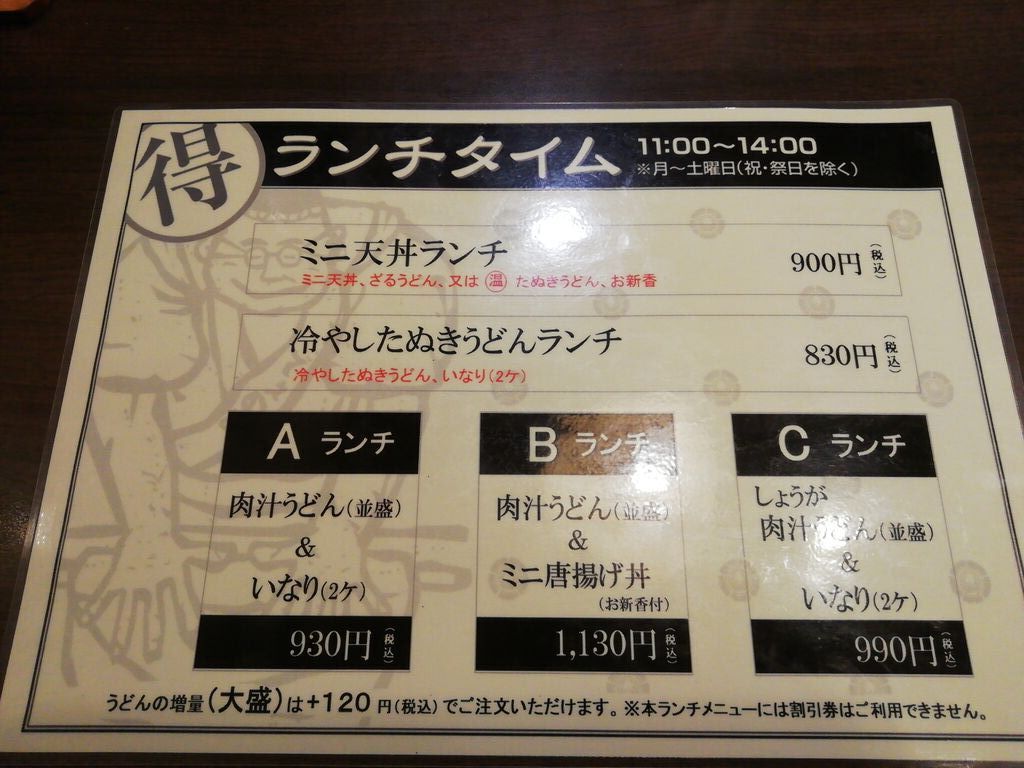 得 ランチタイム 11:00～14:00
※月～土曜日(祝・祭日を除く)
ミニ天丼ランチ 900円(税込)
ミニ天丼、ざるうどん、又は㊩たぬきうどん、お新香
冷やしたぬきうどんランチ 830円(税込)
冷やしたぬきうどん、いなり(2ケ)
A ランチ
肉汁うどん(並盛)
&
いなり(2ケ)
930円(税込)
B ランチ
肉汁うどん(並盛)
&
ミニ唐揚げ丼
(お新香付)
1,130円(税込)
C ランチ
しょうが
肉汁うどん(並盛)
&
いなり(2ケ)
990円(税込)
うどんの増量(大盛)は+120円(税込)でご注文いただけます。※本ランチメニューには割引券はご利用できません。